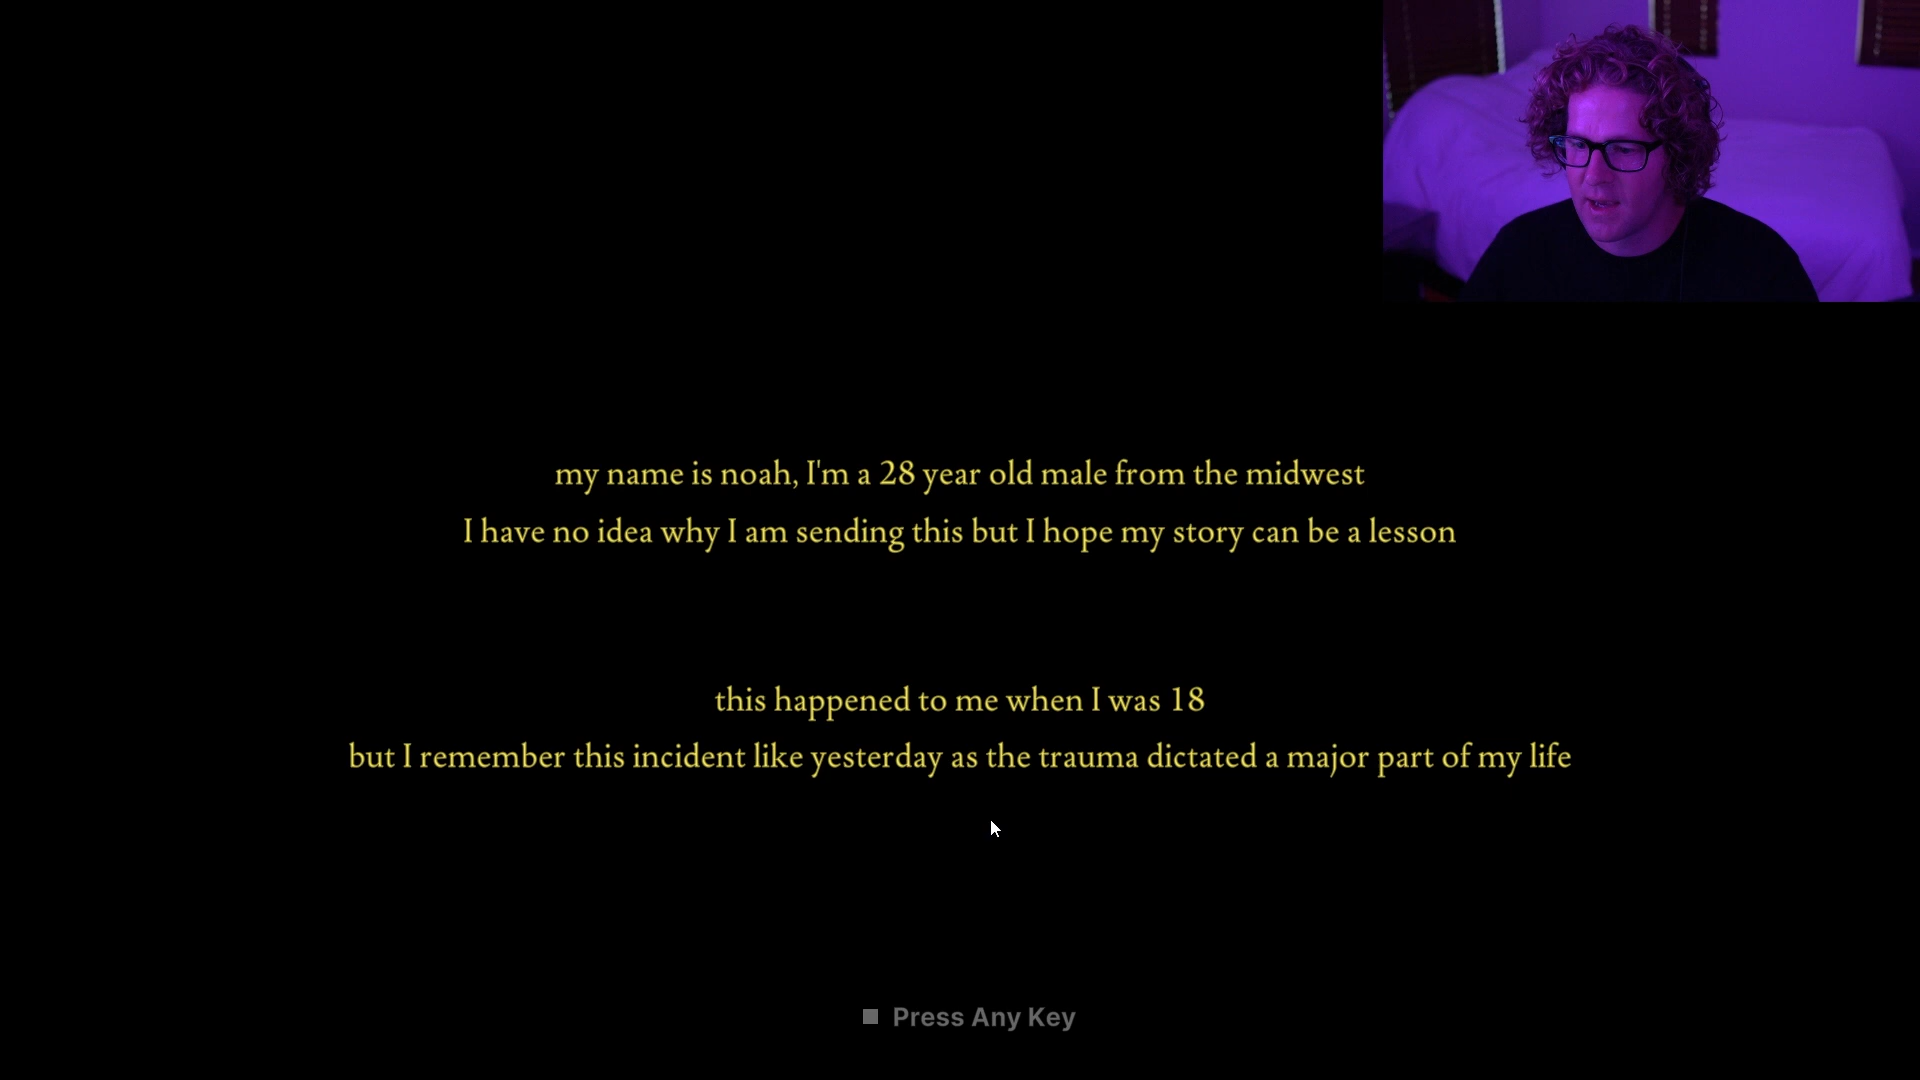 my name is noah, I'm a 28 year old male from the midwest
I have no idea why I am sending this but I hope my story can be a lesson
this happened to me when I was 18
but I remember this incident like yesterday as the trauma dictated a major part of my life
Press Any Key